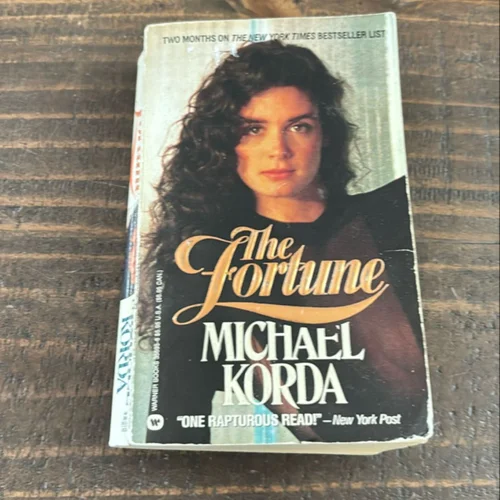 TWO MONTHS ON THE NEW YORK TIMES BESTSELLER LIST
The
Fortune
MICHAEL
KORDA
"ONE RAPTUROUS READ!"—New York Post
KORDA